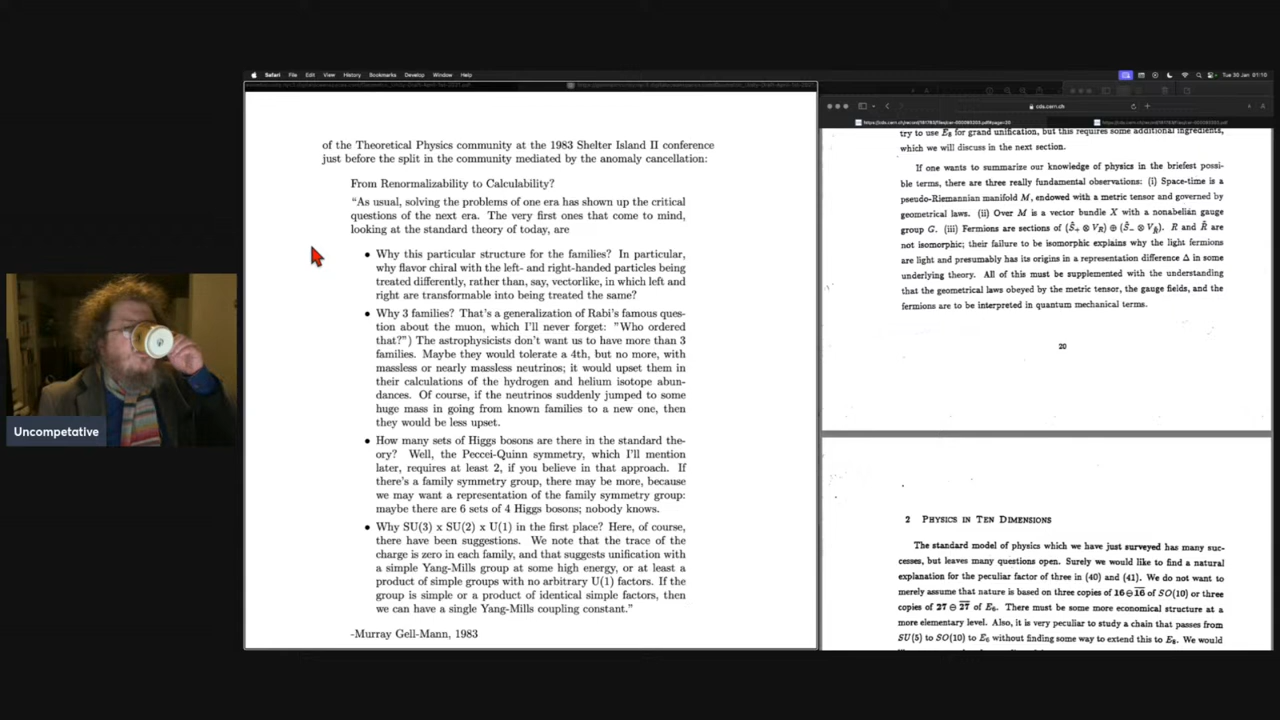 Safari File Edit View History Bookmarks Develop Window Help
Tue 30 Jan 01:10
of the Theoretical Physics community at the 1983 Shelter Island II conference
just before the split in the community mediated by the anomaly cancellation:
From Renormalizability to Calculability?
“As usual, solving the problems of one era has shown up the critical
questions of the next era. The very first ones that come to mind,
looking at the standard theory of today, are
• Why this particular structure for the families? In particular,
why flavor chiral with the left- and right-handed particles being
treated differently, rather than, say, vectorlike, in which left and
right are transformable into being treated the same?
• Why 3 families? That’s a generalization of Rabi’s famous ques-
tion about the muon, which I’ll never forget: ”Who ordered
that?”) The astrophysicists don’t want us to have more than 3
families. Maybe they would tolerate a 4th, but no more, with
massless or nearly massless neutrinos; it would upset them in
their calculations of the hydrogen and helium isotope abun-
dances. Of course, if the neutrinos suddenly jumped to some
huge mass in going from known families to a new one, then
they would be less upset.
• How many sets of Higgs bosons are there in the standard the-
ory? Well, the Peccei-Quinn symmetry, which I’ll mention
later, requires at least 2, if you believe in that approach. If
there’s a family symmetry group, there may be more, because
we may want a representation of the family symmetry group:
maybe there are 6 sets of 4 Higgs bosons; nobody knows.
• Why SU(3) x SU(2) x U(1) in the first place? Here, of course,
there have been suggestions. We note that the trace of the
charge is zero in each family, and that suggests unification with
a simple Yang-Mills group at some high energy, or at least a
product of simple groups with no arbitrary U(1) factors. If the
group is simple or a product of identical simple factors, then
we can have a single Yang-Mills coupling constant.”
-Murray Gell-Mann, 1983
cds.cern.ch
try to use E₈ for grand unification, but this requires some additional ingredients,
which we will discuss in the next section.
If one wants to summarize our knowledge of physics in the briefest possi-
ble terms, there are three really fundamental observations: (i) Space-time is a
pseudo-Riemannian manifold M, endowed with a metric tensor and governed by
geometrical laws. (ii) Over M is a vector bundle X with a nonabelian gauge
group G. (iii) Fermions are sections of (Ŝ₊ ⊗ V_R) ⊕ (Ŝ₋ ⊗ V_R̃). R and R̃ are
not isomorphic; their failure to be isomorphic explains why the light fermions
are light and presumably has its origins in a representation difference Δ in some
underlying theory. All of this must be supplemented with the understanding
that the geometrical laws obeyed by the metric tensor, the gauge fields, and the
fermions are to be interpreted in quantum mechanical terms.
20
2 PHYSICS IN TEN DIMENSIONS
The standard model of physics which we have just surveyed has many suc-
cesses, but leaves many questions open. Surely we would like to find a natural
explanation for the peculiar factor of three in (40) and (41). We do not want to
merely assume that nature is based on three copies of 16 ⊖ 1̅6̅ of SO(10) or three
copies of 27 ⊖ 2̅7̅ of E₆. There must be some more economical structure at a
more elementary level. Also, it is very peculiar to study a chain that passes from
SU(5) to SO(10) to E₆ without finding some way to extend this to E₈. We would
Uncompetative